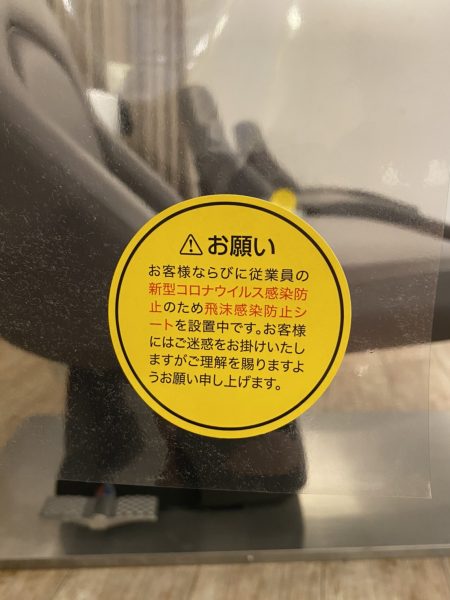 ⚠お願い
お客様ならびに従業員の
新型コロナウイルス感染防
止のため飛沫感染防止シ
ートを設置中です。お客様
にはご迷惑をお掛けいたし
ますがご理解を賜りますよ
うお願い申し上げます。